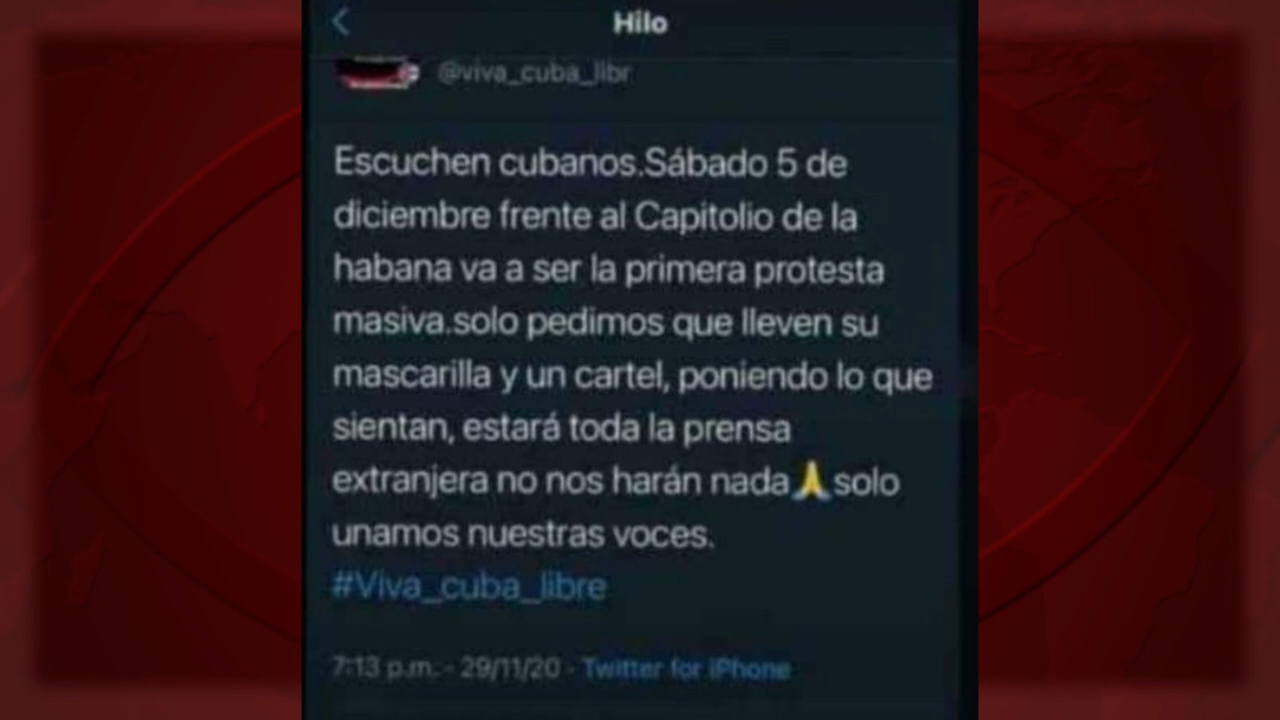 Hilo
@viva_cuba_libr
Escuchen cubanos.Sábado 5 de
diciembre frente al Capitolio de la
habana va a ser la primera protesta
masiva.solo pedimos que lleven su
mascarilla y un cartel, poniendo lo que
sientan, estará toda la prensa
extranjera no nos harán nada🙏solo
unamos nuestras voces.
#Viva_cuba_libre
7:13 p.m. - 29/11/20 - Twitter for iPhone